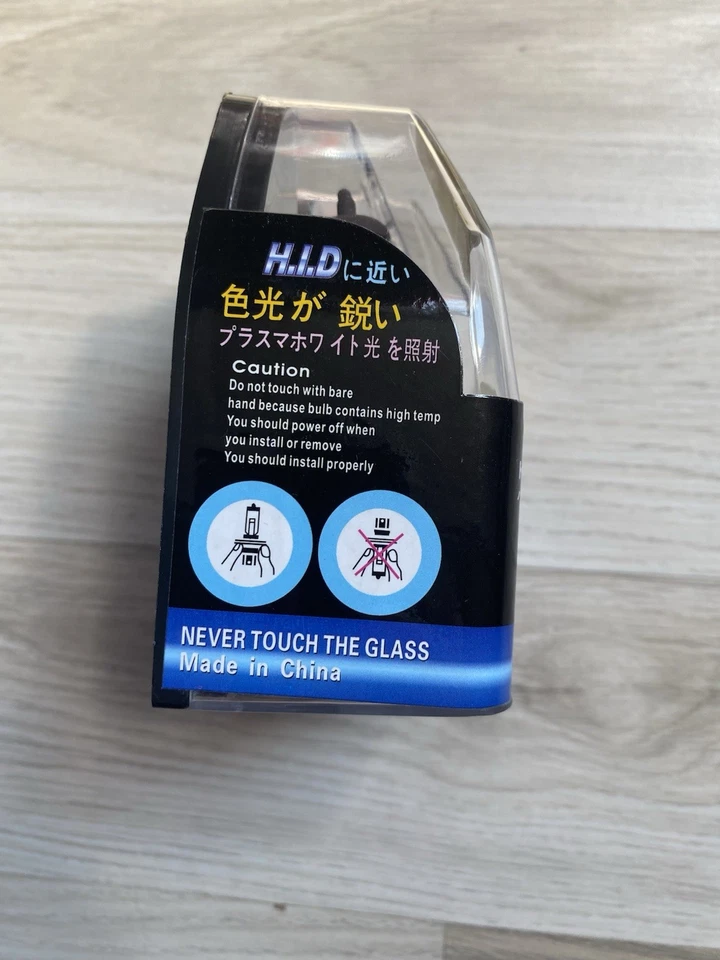 H.I.Dに近い
色光が 鋭い
プラズマホワイト光を照射
Caution
Do not touch with bare
hand because bulb contains high temp
You should power off when
you install or remove
You should install properly
NEVER TOUCH THE GLASS
Made in China